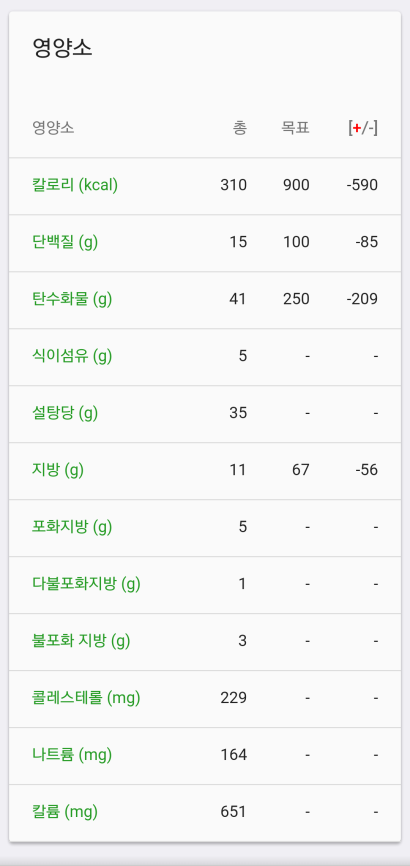 영양소
영양소 총 목표 [+/-]
칼로리 (kcal) 310 900 -590
단백질 (g) 15 100 -85
탄수화물 (g) 41 250 -209
식이섬유 (g) 5 - -
설탕당 (g) 35 - -
지방 (g) 11 67 -56
포화지방 (g) 5 - -
다불포화지방 (g) 1 - -
불포화 지방 (g) 3 - -
콜레스테롤 (mg) 229 - -
나트륨 (mg) 164 - -
칼륨 (mg) 651 - -